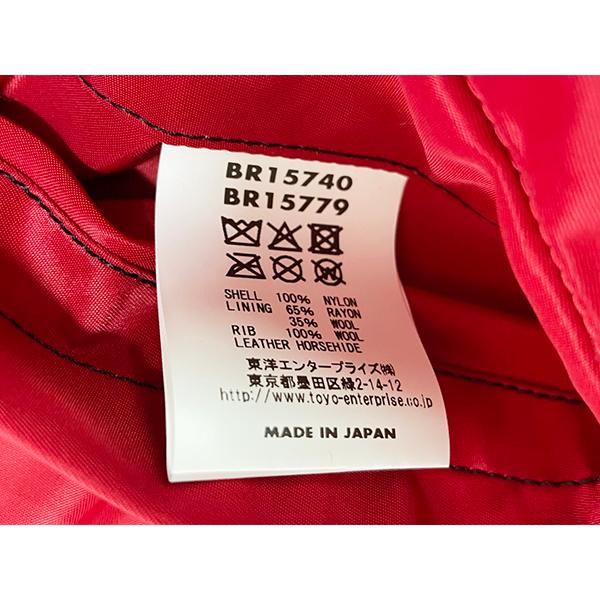 BR15740
BR15779
SHELL 100% NYLON
LINING 65% RAYON
35% WOOL
RIB 100% WOOL
LEATHER HORSEHIDE
東洋エンタープライズ㈱
東京都墨田区緑2-14-12
http://www.toyo-enterprise.co.jp
MADE IN JAPAN